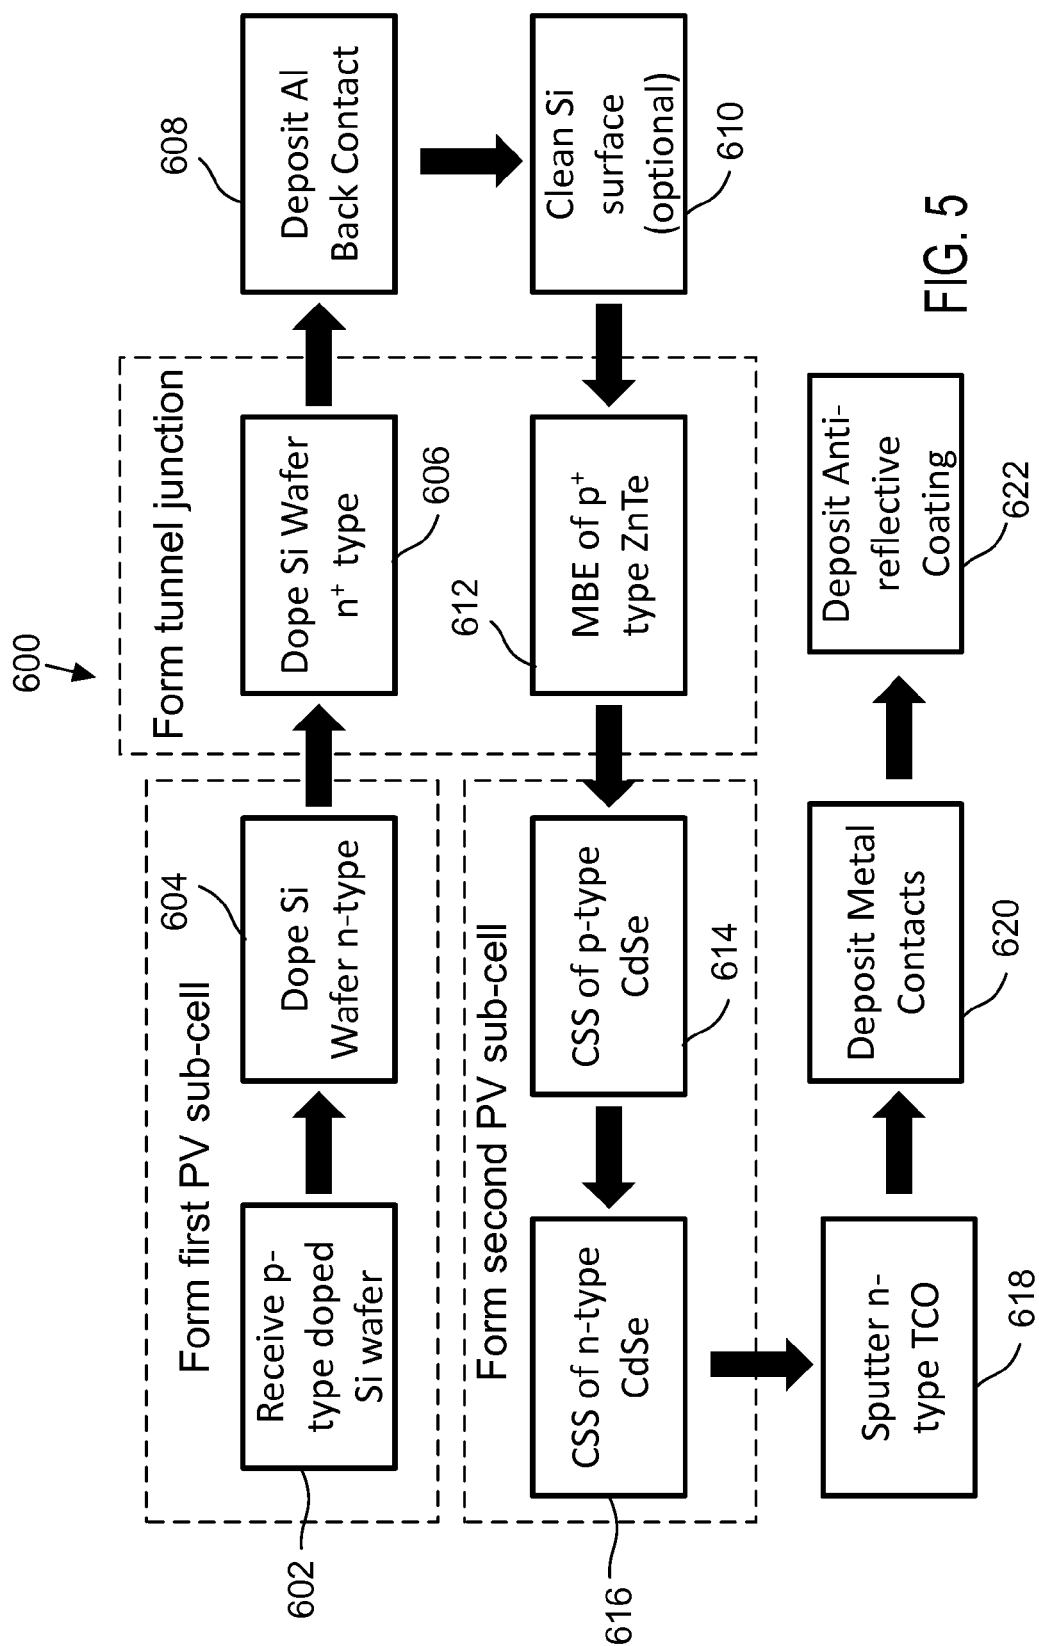 600
Form first PV sub-cell
Receive p-
type doped
Si wafer
602
Dope Si
Wafer n-type
604
Form tunnel junction
Dope Si Wafer
n⁺ type
606
Deposit Al
Back Contact
608
Clean Si
surface
(optional)
610
MBE of p⁺
type ZnTe
612
Form second PV sub-cell
CSS of p-type
CdSe
614
CSS of n-type
CdSe
616
Sputter n-
type TCO
618
Deposit Metal
Contacts
620
Deposit Anti-
reflective
Coating
622
FIG. 5